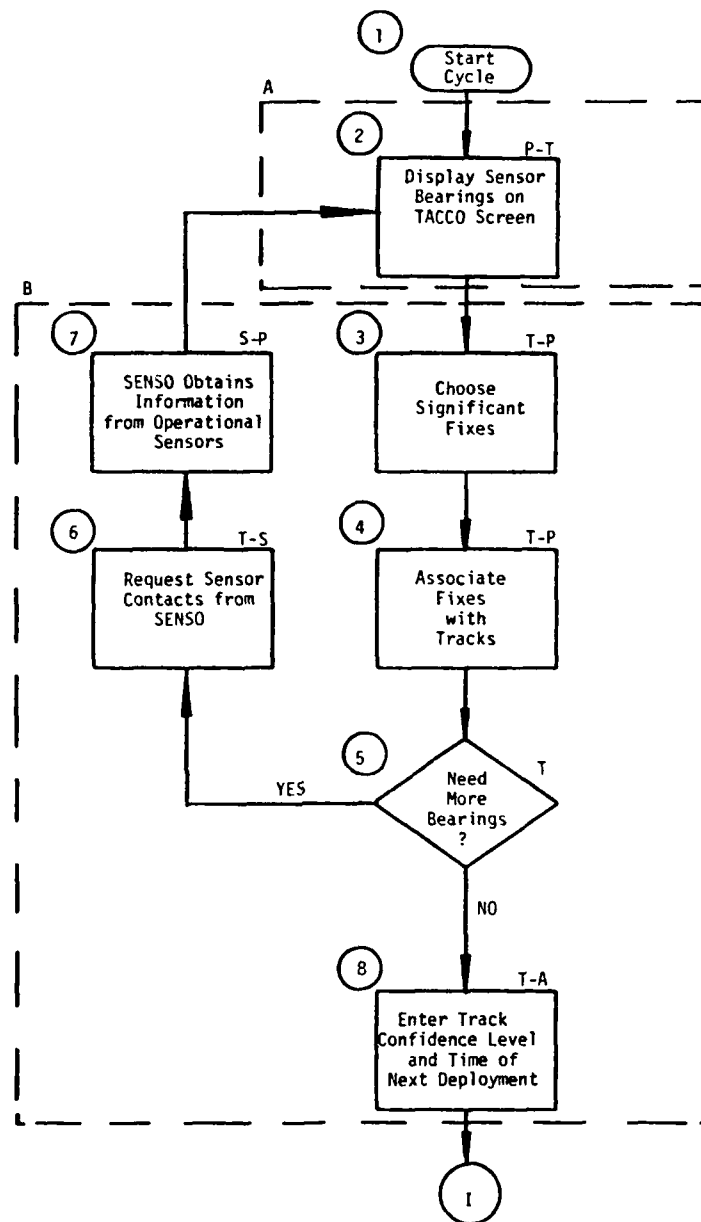 1
Start
Cycle
A
2
P-T
Display Sensor
Bearings on
TACCO Screen
B
7
S-P
SENSO Obtains
Information
from Operational
Sensors
3
T-P
Choose
Significant
Fixes
6
T-S
Request Sensor
Contacts from
SENSO
4
T-P
Associate
Fixes
with
Tracks
5
T
Need
More
Bearings
?
YES
NO
8
T-A
Enter Track
Confidence Level
and Time of
Next Deployment
I